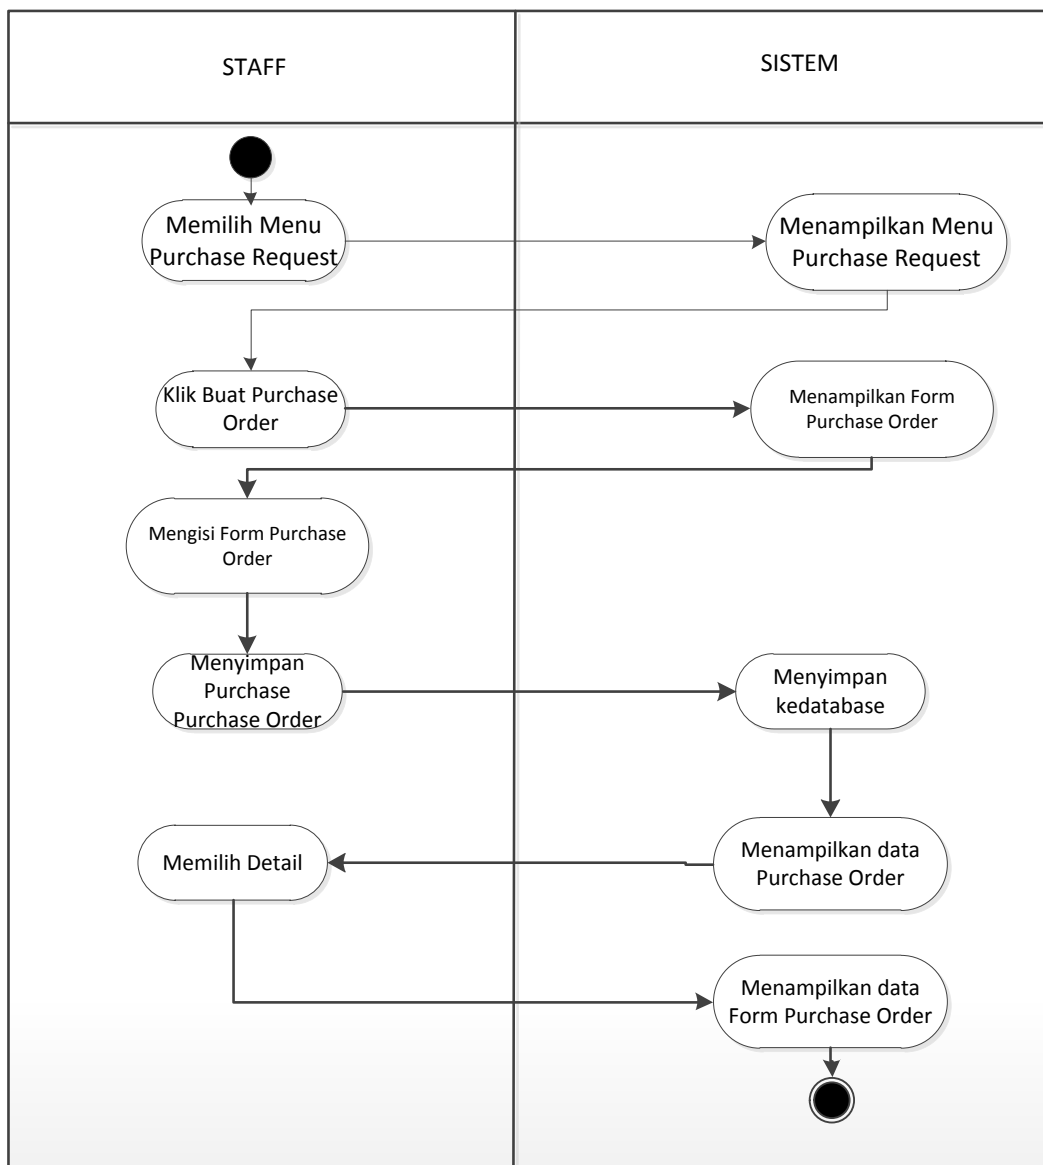 STAFF
SISTEM
Memilih Menu
Purchase Request
Menampilkan Menu
Purchase Request
Klik Buat Purchase
Order
Menampilkan Form
Purchase Order
Mengisi Form Purchase
Order
Menyimpan
Purchase
Purchase Order
Menyimpan
kedatabase
Memilih Detail
Menampilkan data
Purchase Order
Menampilkan data
Form Purchase Order